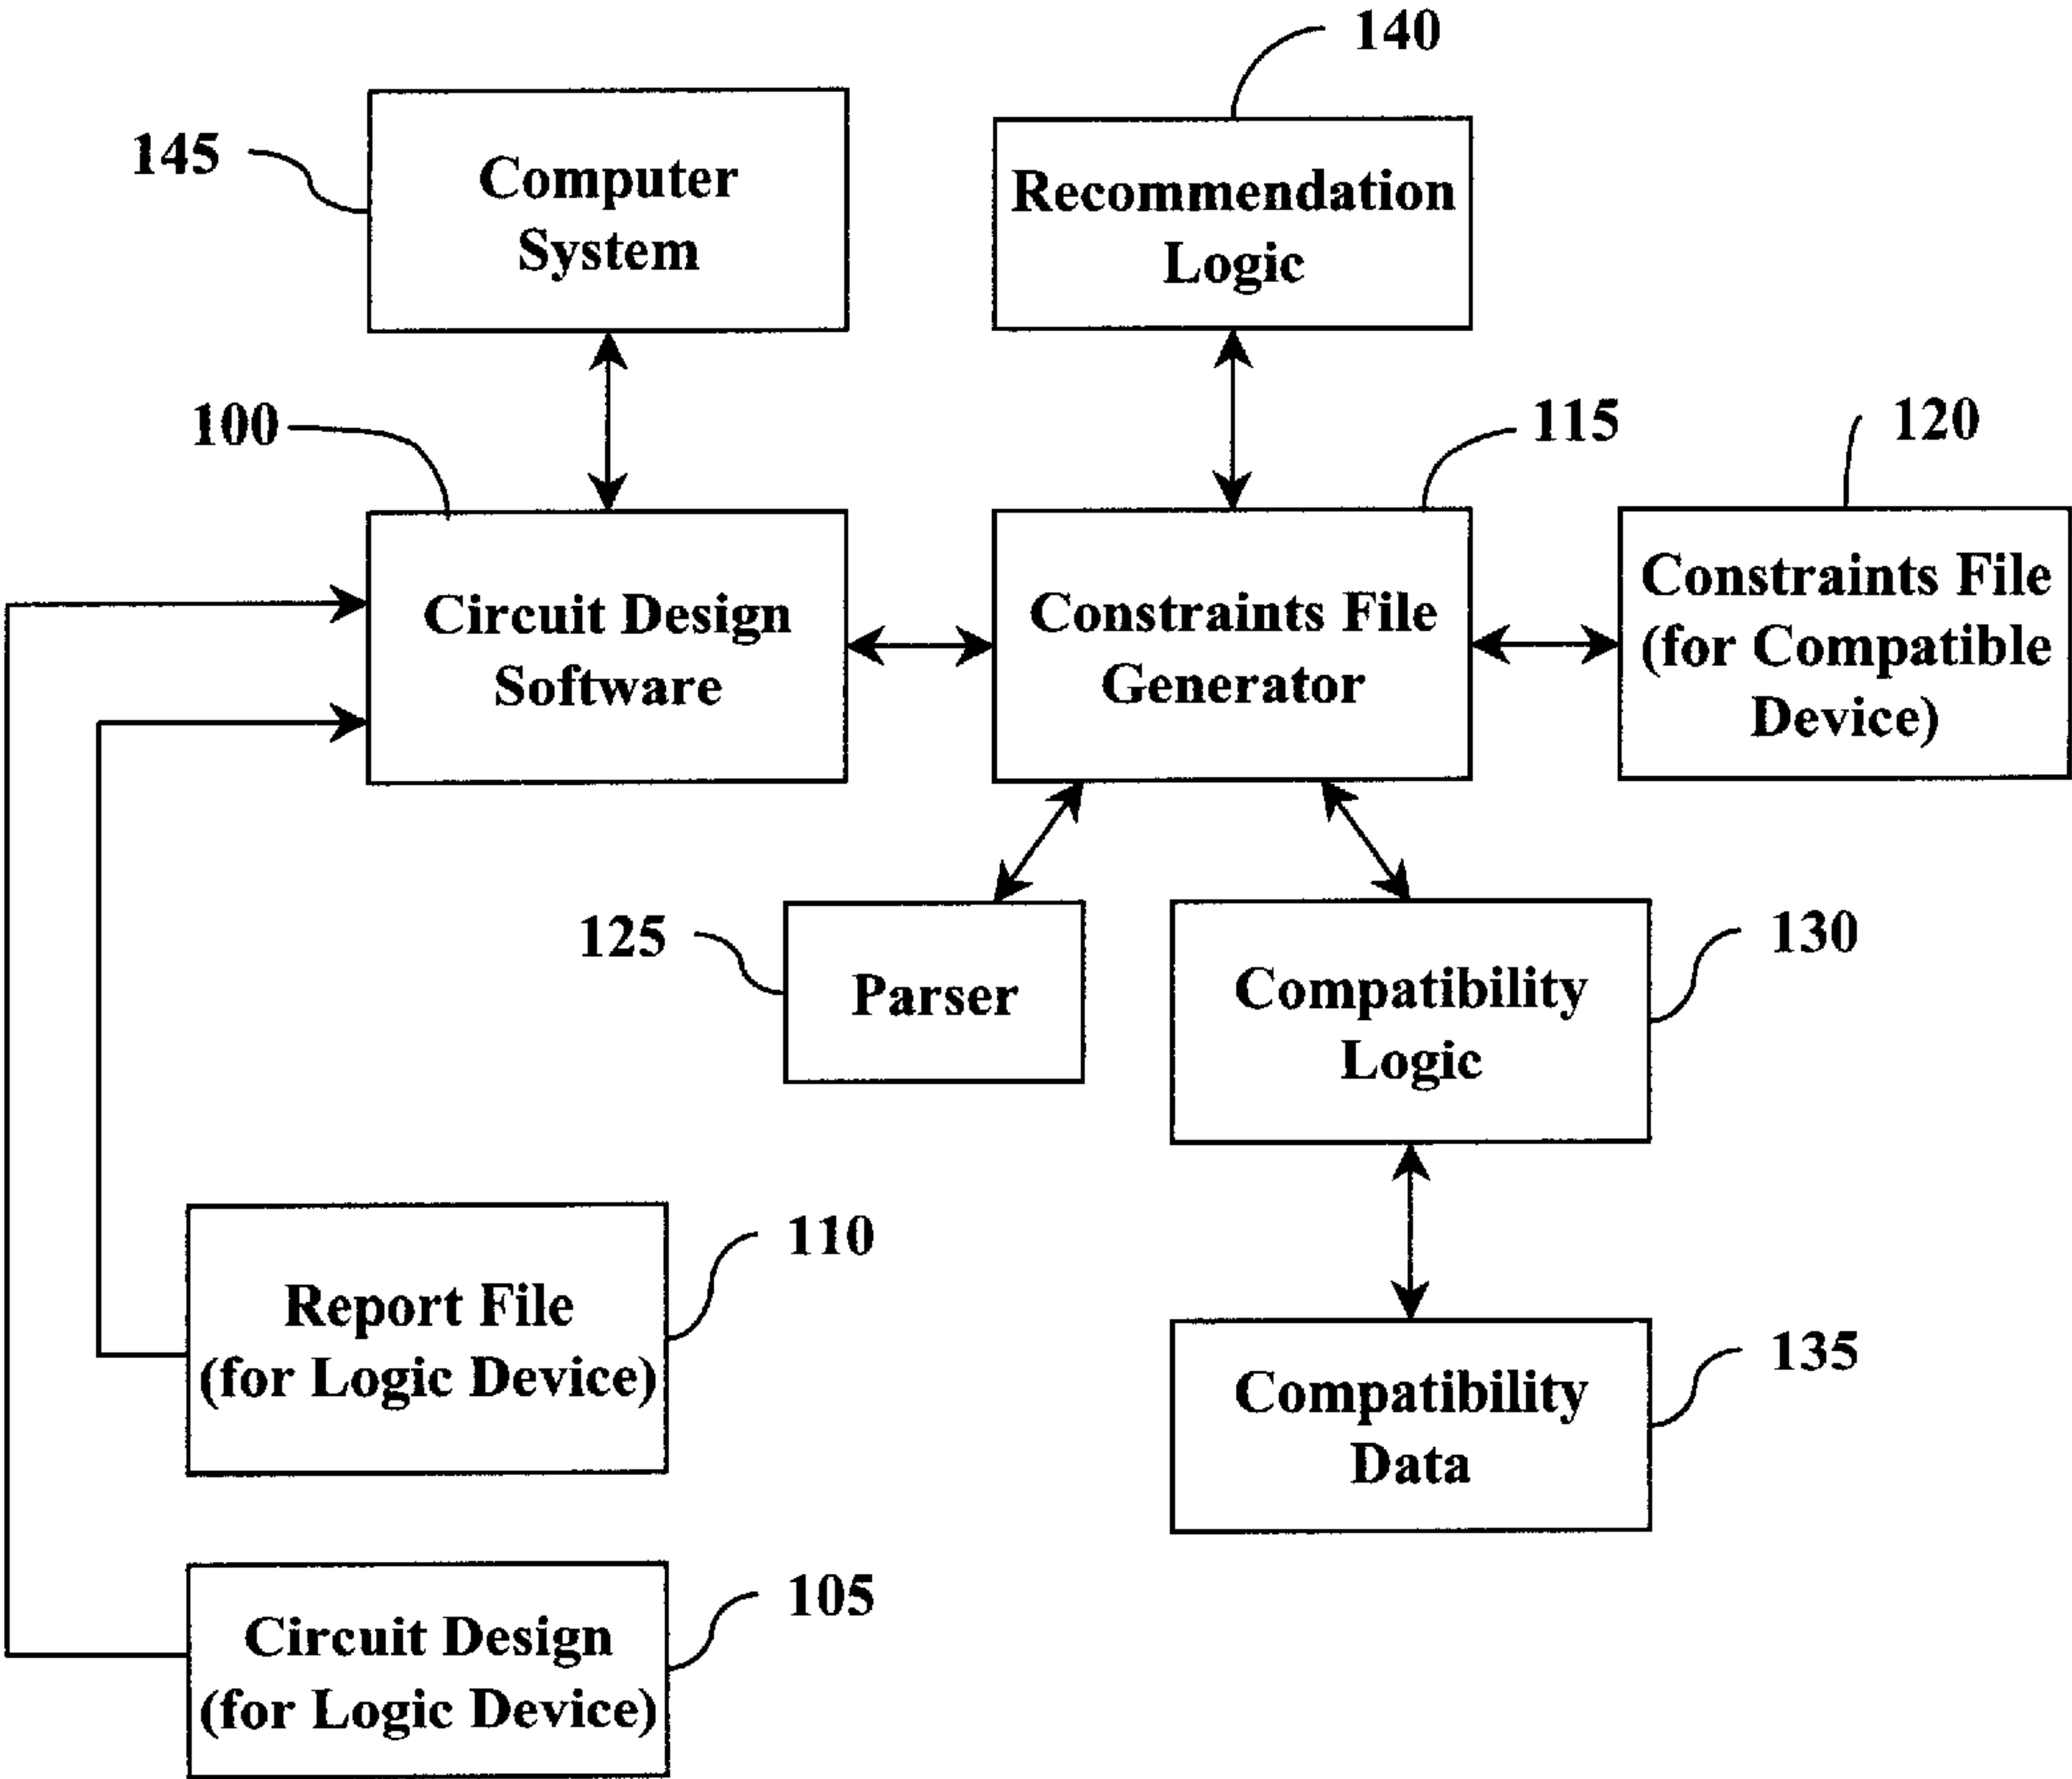 140
145
Computer
System
Recommendation
Logic
100
115
120
Circuit Design
Software
Constraints File
Generator
Constraints File
(for Compatible
Device)
125
Parser
130
Compatibility
Logic
110
Report File
(for Logic Device)
135
Compatibility
Data
105
Circuit Design
(for Logic Device)